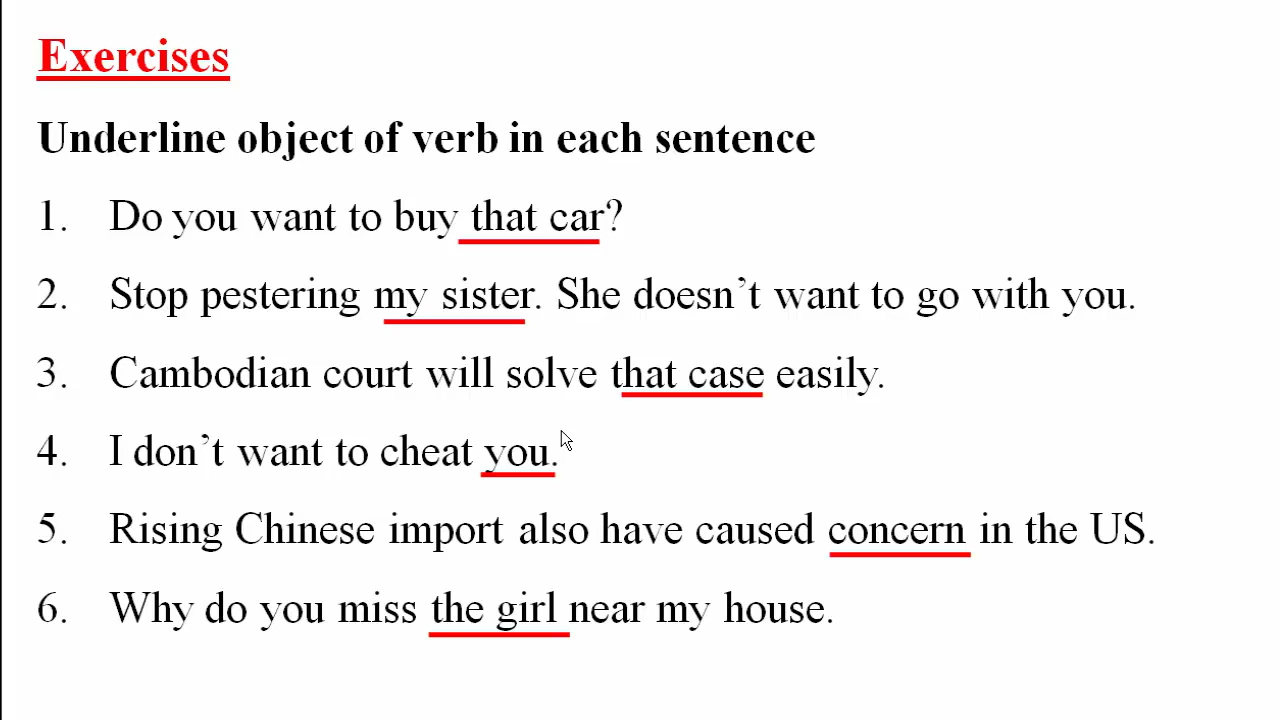 Exercises
Underline object of verb in each sentence
1. Do you want to buy that car?
2. Stop pestering my sister. She doesn’t want to go with you.
3. Cambodian court will solve that case easily.
4. I don’t want to cheat you.
5. Rising Chinese import also have caused concern in the US.
6. Why do you miss the girl near my house.